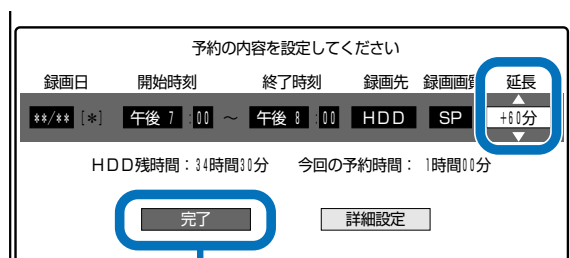 予約の内容を設定してください
録画日 開始時刻 終了時刻 録画先 録画画質 延長
**/** [*] 午後 7:00 ～ 午後 8:00 HDD SP +60分
HDD残時間：34時間30分 今回の予約時間： 1時間00分
完了 詳細設定